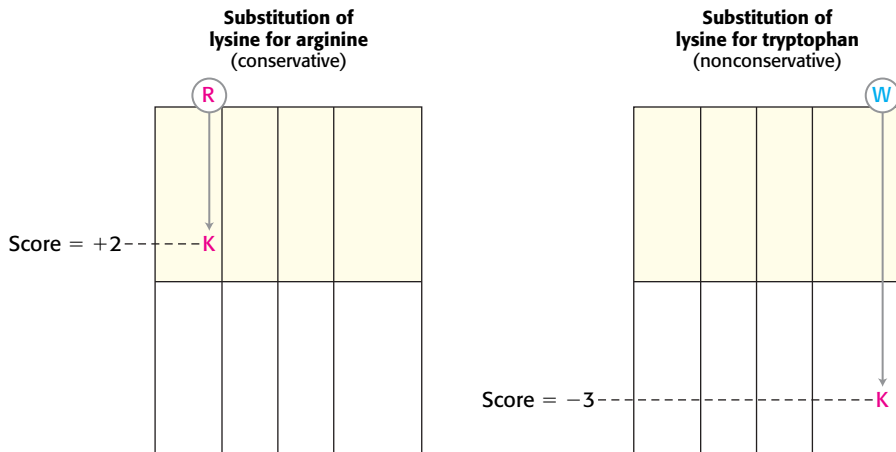 Substitution of
lysine for arginine
(conservative)
R
Score = +2
K
Substitution of
lysine for tryptophan
(nonconservative)
W
Score = −3
K